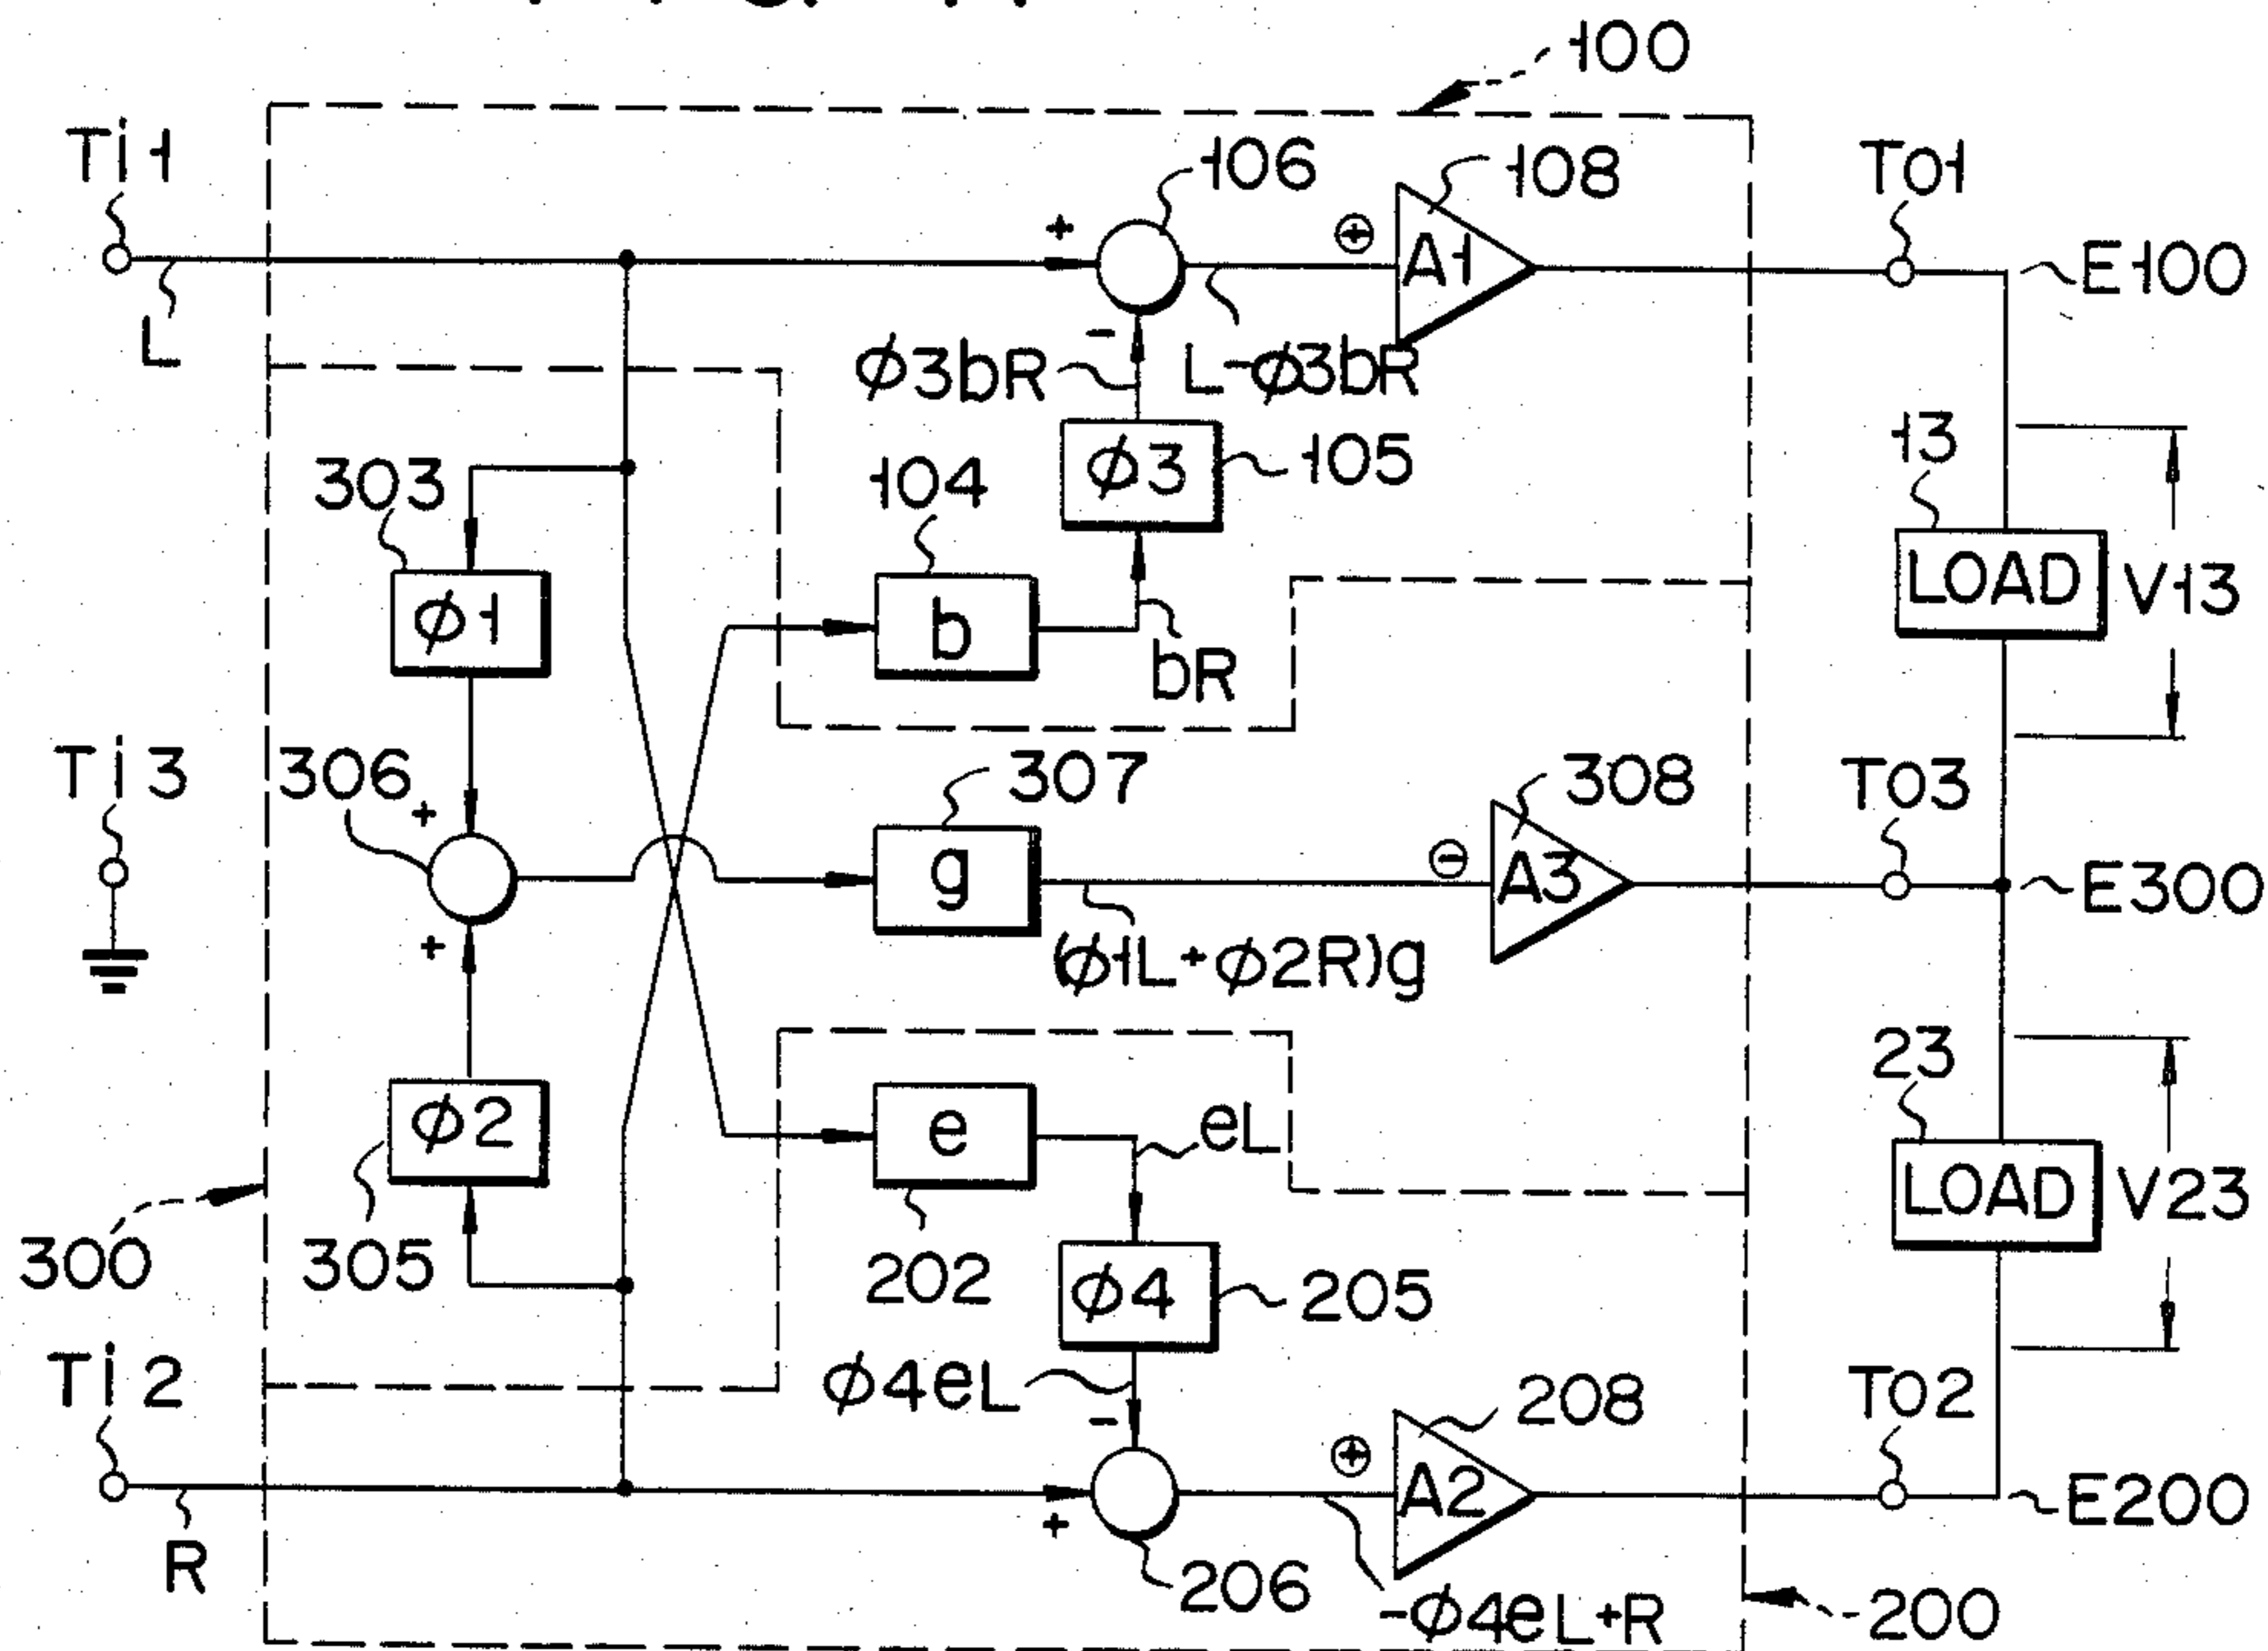 100
Ti1
106
108
TO1
+
⊕
A1
E100
L
-
ϕ3bR
L-ϕ3bR
13
303
104
ϕ3
105
LOAD
V13
ϕ1
b
bR
Ti3
306
+
307
308
TO3
g
⊖
A3
E300
+
(ϕ1L+ϕ2R)g
23
ϕ2
e
eL
LOAD
V23
300
305
202
ϕ4
205
Ti2
ϕ4eL
-
208
TO2
⊕
A2
E200
R
+
206
-ϕ4eL+R
200